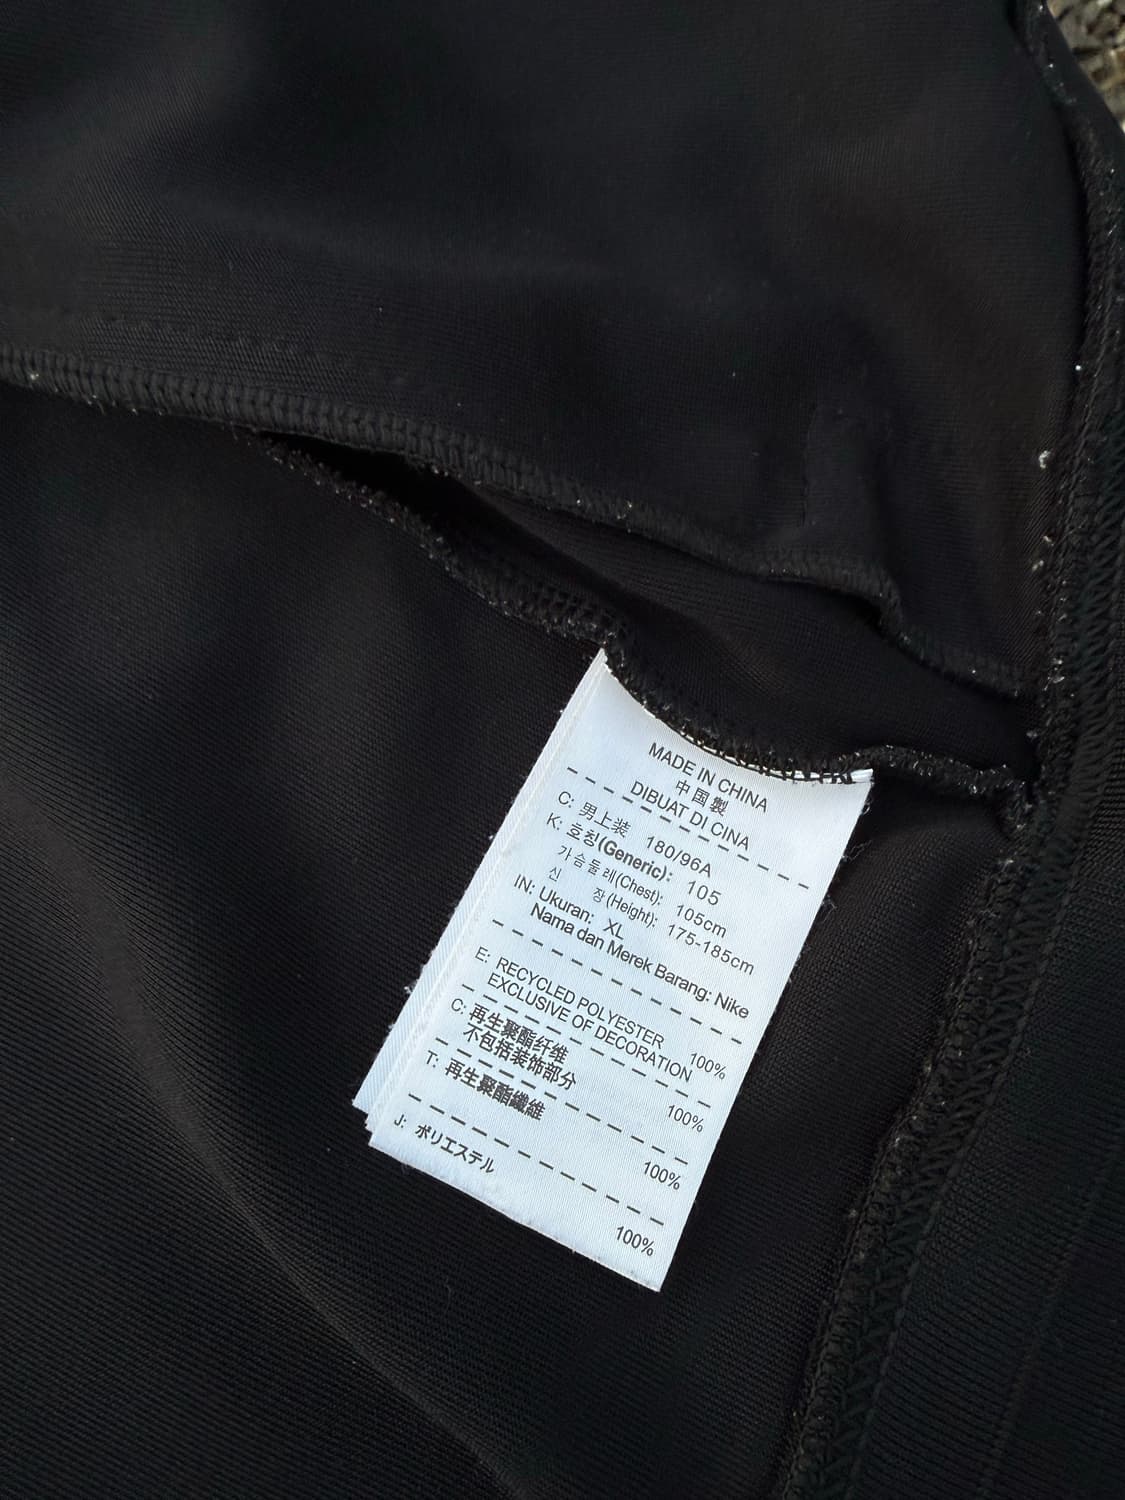 MADE IN CHINA
中国製
DIBUAT DI CINA
C: 男上装 180/96A
K: 호칭(Generic): 105
가슴둘레(Chest): 105cm
신 장(Height): 175-185cm
IN: Ukuran: XL
Nama dan Merek Barang: Nike
E: RECYCLED POLYESTER 100%
EXCLUSIVE OF DECORATION
C: 再生聚酯纤维 100%
不包括装饰部分
T: 再生聚酯纖維 100%
J: ポリエステル 100%